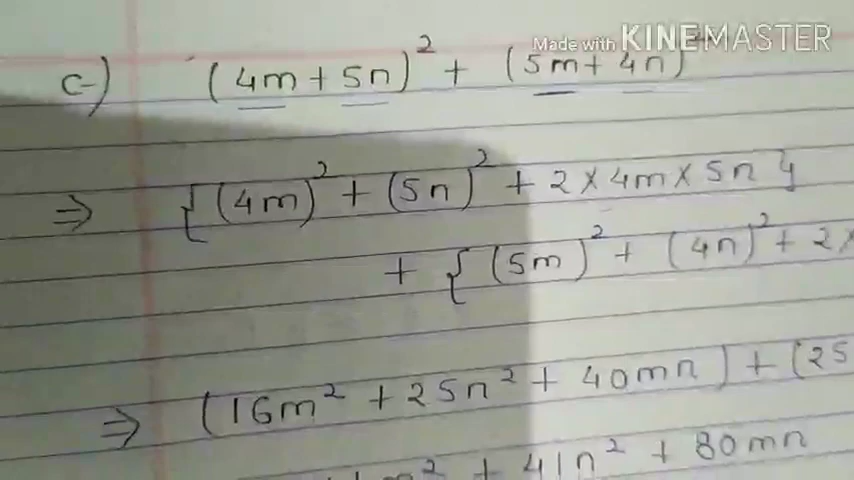 Made with KINEMASTER
c-) (4m + 5n)² + (5m + 4n)
⇒ {(4m)² + (5n)² + 2 × 4m × 5n}
+ {(5m)² + (4n)² + 2 ×
⇒ (16m² + 25n² + 40mn) + (25
m² + 41n² + 80mn